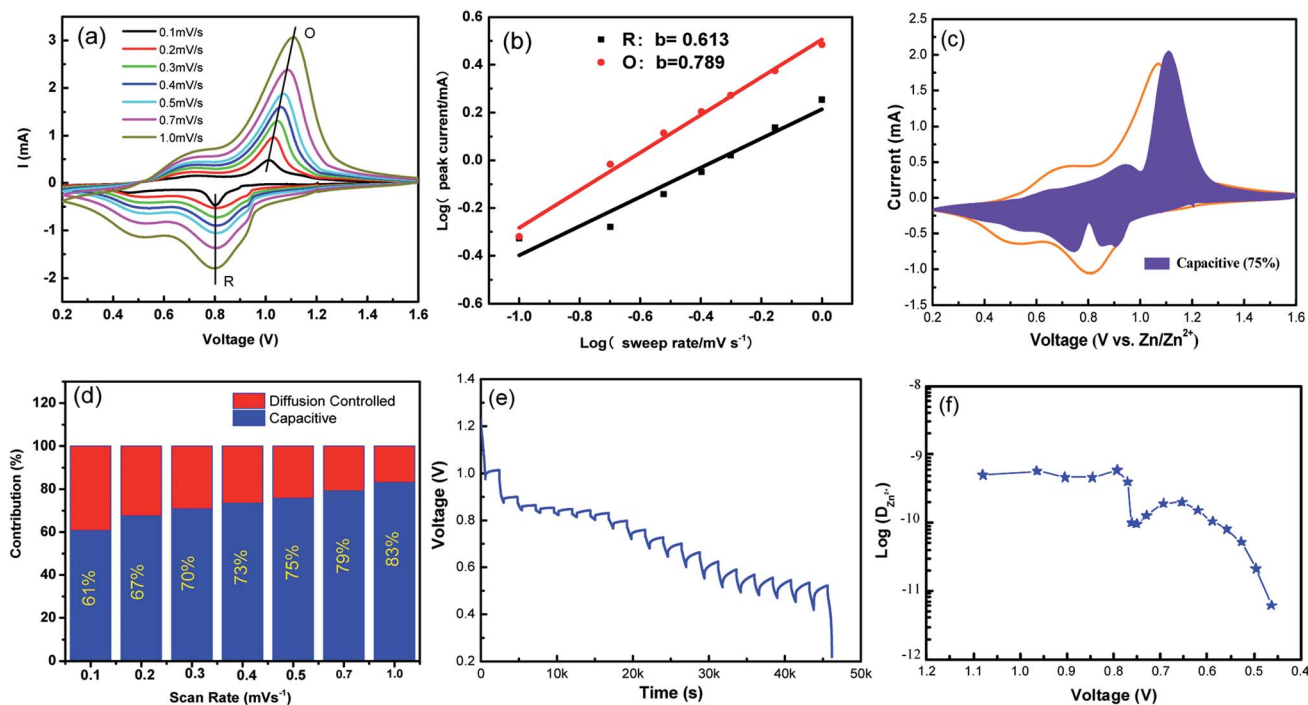 (a)
0.1mV/s
0.2mV/s
0.3mV/s
0.4mV/s
0.5mV/s
0.7mV/s
1.0mV/s
O
R
3
2
1
0
-1
-2
I (mA)
0.2 0.4 0.6 0.8 1.0 1.2 1.4 1.6
Voltage (V)
(b)
R: b= 0.613
O: b=0.789
0.6
0.4
0.2
0.0
-0.2
-0.4
-0.6
Log( peak current/mA)
-1.0 -0.8 -0.6 -0.4 -0.2 0.0
Log( sweep rate/mV s⁻¹)
(c)
2.5
2.0
1.5
1.0
0.5
0.0
-0.5
-1.0
-1.5
Current (mA)
Capacitive (75%)
0.2 0.4 0.6 0.8 1.0 1.2 1.4 1.6
Voltage (V vs. Zn/Zn²⁺)
(d)
Diffusion Controlled
Capacitive
120
100
80
60
40
20
0
Contribution (%)
61% 67% 70% 73% 75% 79% 83%
0.1 0.2 0.3 0.4 0.5 0.7 1.0
Scan Rate (mVs⁻¹)
(e)
1.4
1.2
1.0
0.8
0.6
0.4
0.2
Voltage (V)
0 10k 20k 30k 40k 50k
Time (s)
(f)
-8
-9
-10
-11
-12
Log (D Zn²⁺)
1.2 1.1 1.0 0.9 0.8 0.7 0.6 0.5 0.4
Voltage (V)